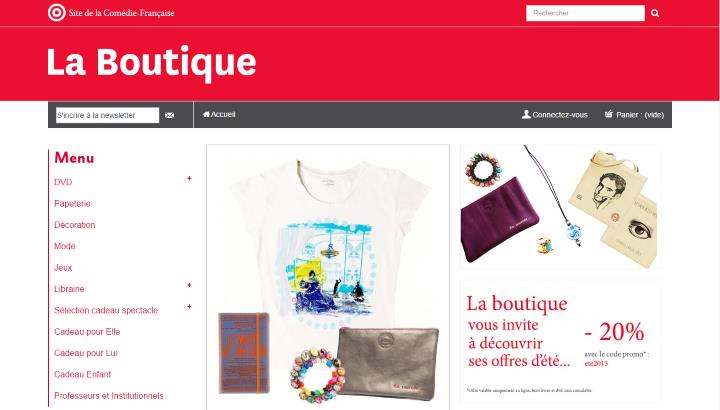 Site de la Comédie-Française
Rechercher
La Boutique
S'incrire à la newsletter
Accueil
Connectez-vous
Panier : (vide)
Menu
DVD +
Papeterie
Décoration
Mode
Jeux
Librairie +
Sélection cadeau spectacle +
Cadeau pour Elle
Cadeau pour Lui
Cadeau Enfant
Professeurs et Institutionnels
La boutique
vous invite
à découvrir
ses offres d'été...
- 20%
avec le code promo* :
ete2015
*Offre valable uniquement en ligne, hors livres et dvd, non cumulable.